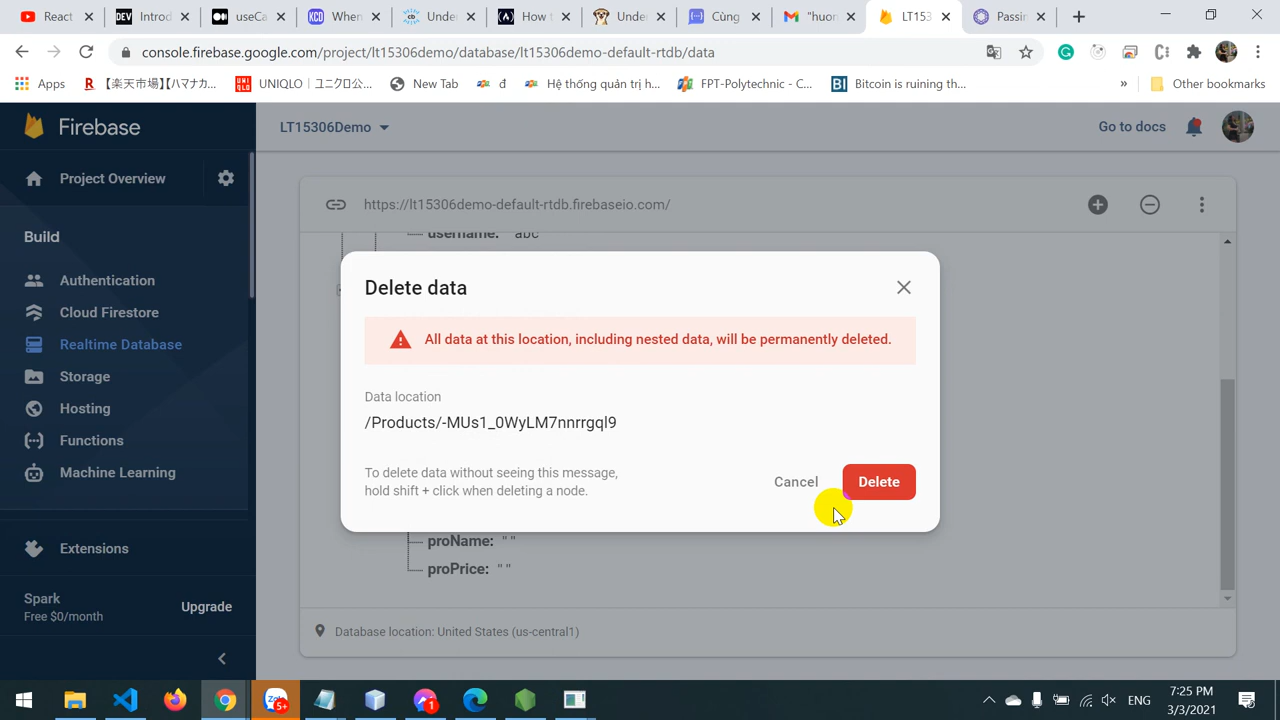 React
Introd
useCa
When
Unde
How t
Unde
Cùng
"huor
LT153
Passin
console.firebase.google.com/project/lt15306demo/database/lt15306demo-default-rtdb/data
Apps
【楽天市場】【ハマナカ...
UNIQLO | ユニクロ公...
New Tab
đ
Hệ thống quản trị h...
FPT-Polytechnic - C...
Bitcoin is ruining th...
»
Other bookmarks
Firebase
LT15306Demo
Go to docs
Project Overview
https://lt15306demo-default-rtdb.firebaseio.com/
Build
username: "abc"
Authentication
Cloud Firestore
Realtime Database
Storage
Hosting
Functions
Machine Learning
Extensions
Spark
Free $0/month
Upgrade
Delete data
All data at this location, including nested data, will be permanently deleted.
Data location
/Products/-MUs1_0WyLM7nnrrgql9
To delete data without seeing this message,
hold shift + click when deleting a node.
Cancel
Delete
proName: " "
proPrice: " "
Database location: United States (us-central1)
5+
1
ENG
7:25 PM
3/3/2021